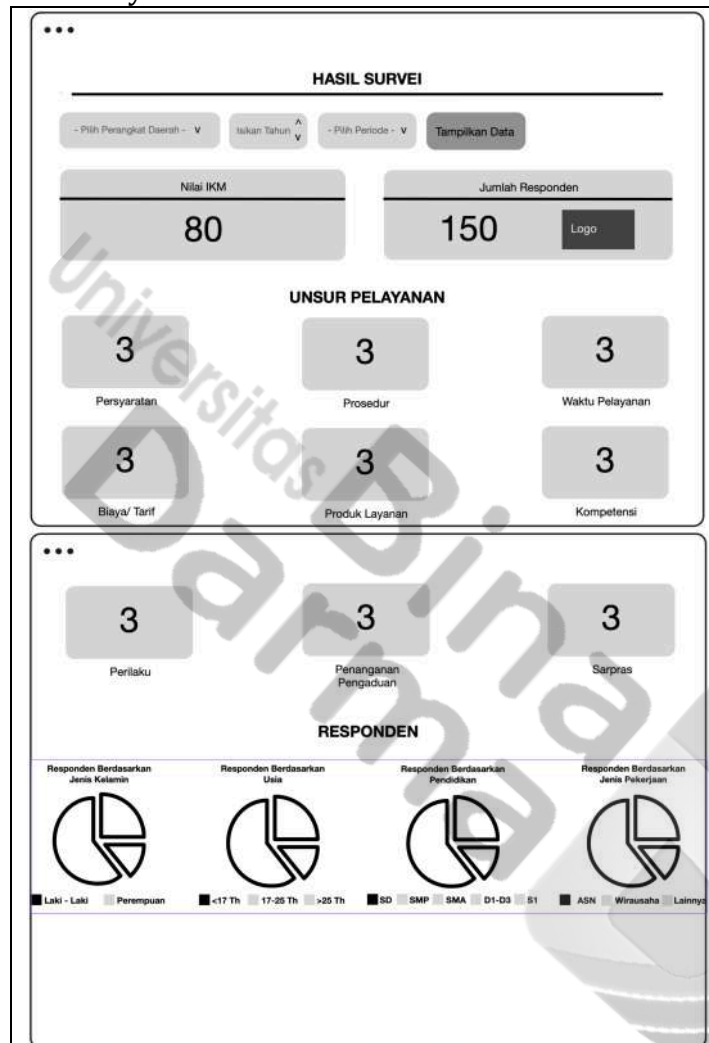 HASIL SURVEI
- Pilih Perangkat Daerah - v Isikan Tahun ^ v - Pilih Periode - v Tampilkan Data
Nilai IKM Jumlah Responden
80 150 Logo
UNSUR PELAYANAN
3 3 3
Persyaratan Prosedur Waktu Pelayanan
3 3 3
Biaya/ Tarif Produk Layanan Kompetensi
3 3 3
Perilaku Penanganan Pengaduan Sarpras
RESPONDEN
Responden Berdasarkan Jenis Kelamin
Responden Berdasarkan Usia
Responden Berdasarkan Pendidikan
Responden Berdasarkan Jenis Pekerjaan
Laki - Laki Perempuan
<17 Th 17-25 Th >25 Th
SD SMP SMA D1-D3 S1
ASN Wirausaha Lainnya
Universitas
Bina
Darma